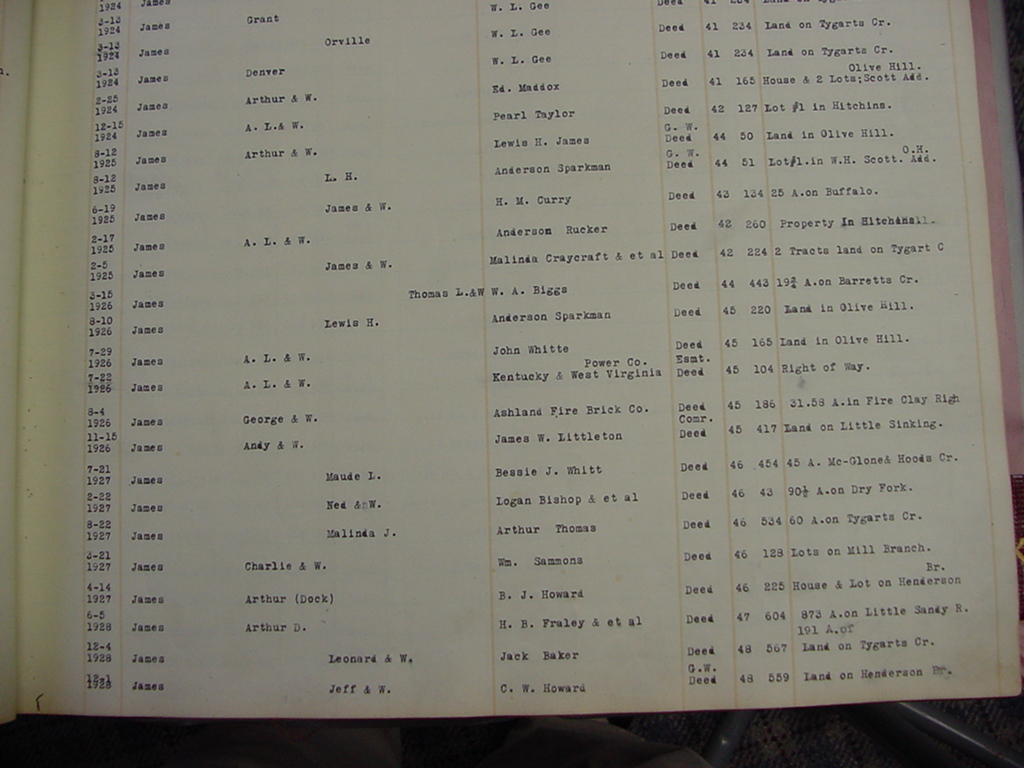 1924 James W. L. Gee Deed 41
3-13
1924 James Grant W. L. Gee Deed 41 234 Land on Tygarts Cr.
3-13
1924 James Orville W. L. Gee Deed 41 234 Land on Tygarts Cr.
3-13 Olive Hill.
1924 James Denver Ed. Maddox Deed 41 165 House & 2 Lots;Scott Add.
2-25
1924 James Arthur & W. Pearl Taylor Deed 42 127 Lot #1 in Hitchins.
12-15 G. W.
1924 James A. L.& W. Lewis H. James Deed 44 50 Land in Olive Hill.
8-12 G. W. O.H.
1925 James Arthur & W. Anderson Sparkman Deed 44 51 Lot#1.in W.H. Scott. Add.
8-12
1925 James L. H. H. M. Curry Deed 43 134 25 A.on Buffalo.
6-19
1925 James James & W. Anderson Rucker Deed 42 260 Property In
2-17
1925 James A. L. & W. Malinda Craycraft & et al Deed 42 224 2 Tracts land on Tygart C
2-5
1925 James James & W.
3-15
1926 James Thomas L.&W W. A. Biggs Deed 44 443 19¾ A.on Barretts Cr.
8-10
1926 James Lewis H. Anderson Sparkman Deed 45 220 Land in Olive Hill.
7-29
1926 James A. L. & W. John Whitte Deed 45 165 Land in Olive Hill.
7-22 Power Co. Esmt.
1926 James A. L. & W. Kentucky & West Virginia Deed 45 104 Right of Way.
8-4
1926 James George & W. Ashland Fire Brick Co. Deed 45 186 31.58 A.in Fire Clay Righ
11-15 Comr.
1926 James Andy & W. James W. Littleton Deed 45 417 Land on Little Sinking.
7-21
1927 James Maude L. Bessie J. Whitt Deed 46 454 45 A. Mc-Glone& Hoods Cr.
2-22
1927 James Ned & W. Logan Bishop & et al Deed 46 43 90½ A.on Dry Fork.
8-22
1927 James Malinda J. Arthur Thomas Deed 46 534 60 A.on Tygarts Cr.
3-21
1927 James Charlie & W. Wm. Sammons Deed 46 128 Lots on Mill Branch.
4-14 Br.
1927 James Arthur (Dock) B. J. Howard Deed 46 225 House & Lot on Henderson
6-5
1928 James Arthur D. H. B. Fraley & et al Deed 47 604 873 A.on Little Sandy R.
12-4 191 A.of
1928 James Leonard & W. Jack Baker Deed 48 567 Land on Tygarts Cr.
12-1 G.W.
1928 James Jeff & W. C. W. Howard Deed 48 559 Land on Henderson Br.